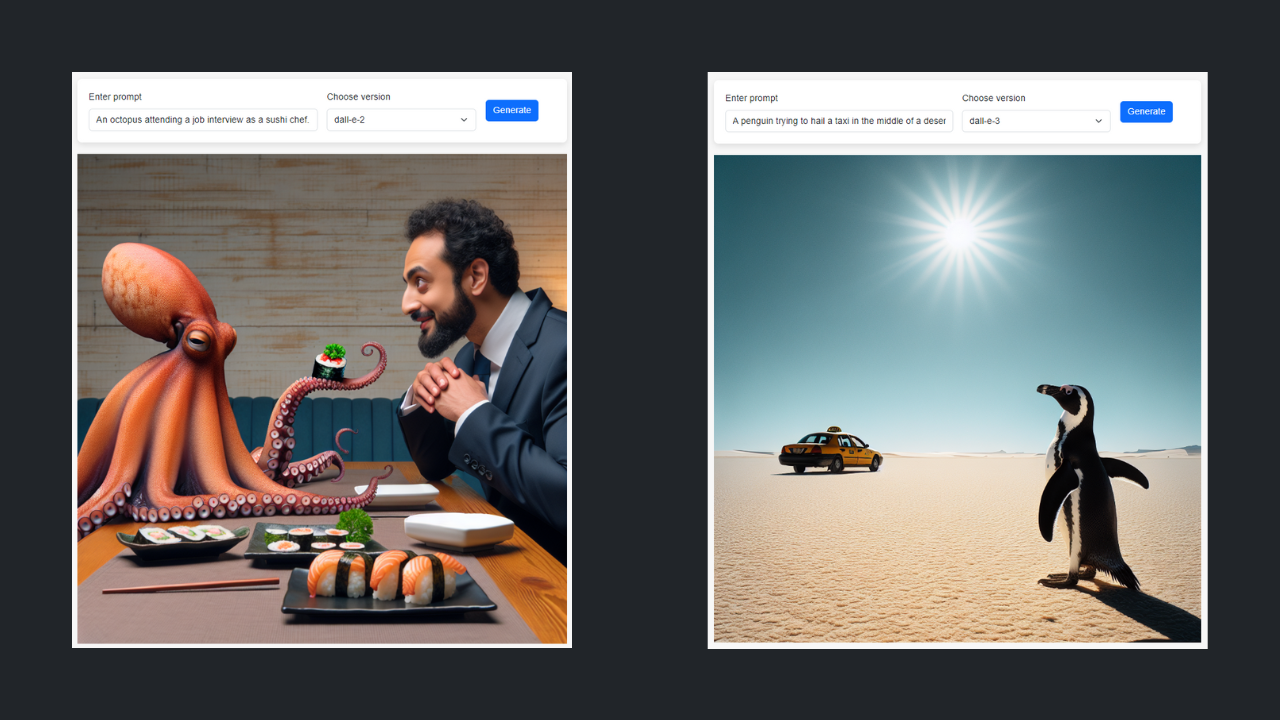 Enter prompt
Choose version
An octopus attending a job interview as a sushi chef.
dall-e-2
Generate
Enter prompt
Choose version
A penguin trying to hail a taxi in the middle of a deser
dall-e-3
Generate